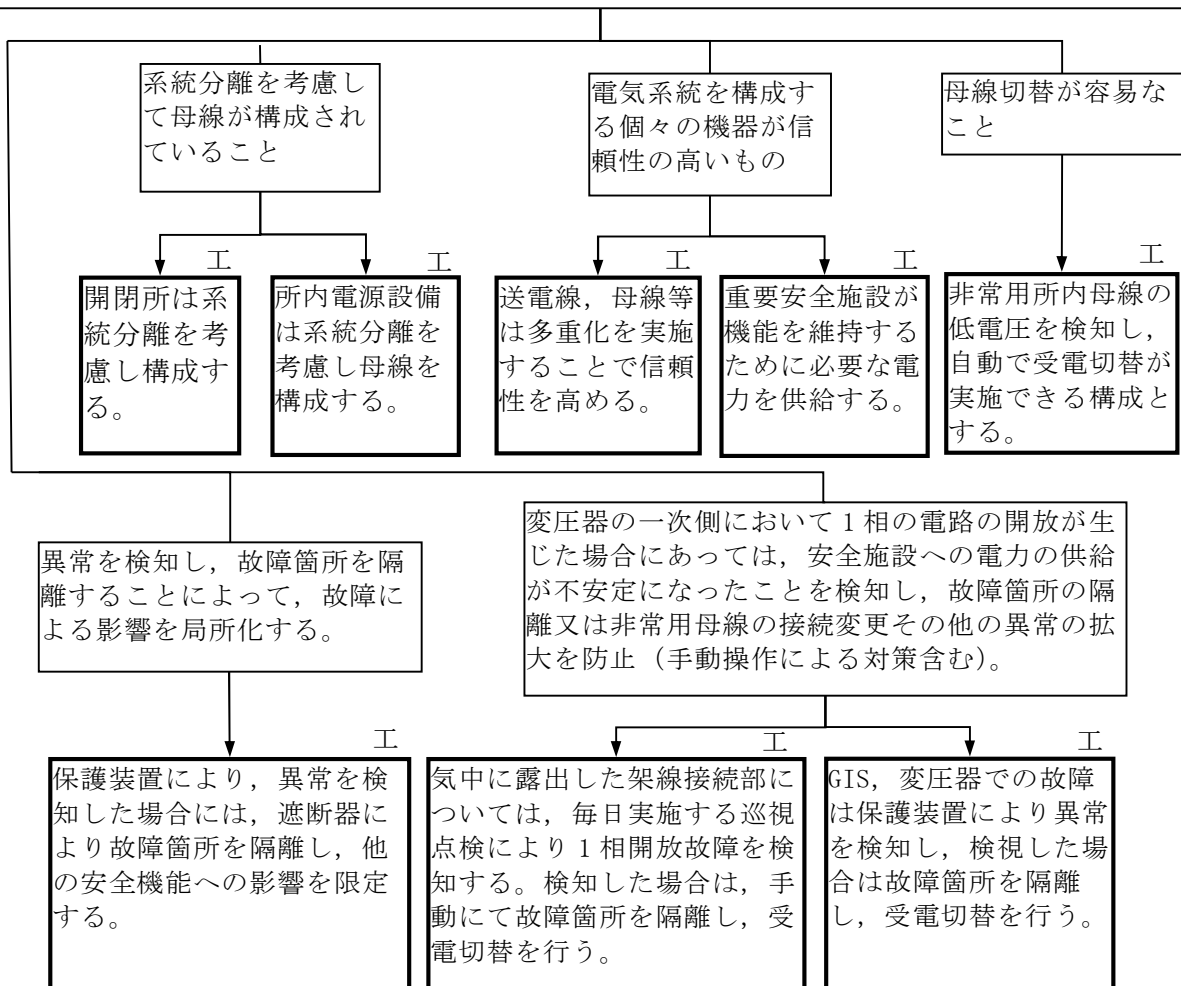 系統分離を考慮し
て母線が構成され
ていること
電気系統を構成す
る個々の機器が信
頼性の高いもの
母線切替が容易な
こと
工
開閉所は系
統分離を考
慮し構成す
る。
工
所内電源設備
は系統分離を
考慮し母線を
構成する。
工
送電線，母線等
は多重化を実施
することで信頼
性を高める。
工
重要安全施設が
機能を維持する
ために必要な電
力を供給する。
工
非常用所内母線の
低電圧を検知し，
自動で受電切替が
実施できる構成と
する。
異常を検知し，故障箇所を隔
離することによって，故障に
よる影響を局所化する。
変圧器の一次側において１相の電路の開放が生
じた場合にあっては，安全施設への電力の供給
が不安定になったことを検知し，故障箇所の隔
離又は非常用母線の接続変更その他の異常の拡
大を防止（手動操作による対策含む）。
工
保護装置により，異常を検
知した場合には，遮断器に
より故障箇所を隔離し，他
の安全機能への影響を限定
する。
工
気中に露出した架線接続部に
ついては，毎日実施する巡視
点検により１相開放故障を検
知する。検知した場合は，手
動にて故障箇所を隔離し，受
電切替を行う。
工
GIS，変圧器での故障
は保護装置により異常
を検知し，検視した場
合は故障箇所を隔離
し，受電切替を行う。